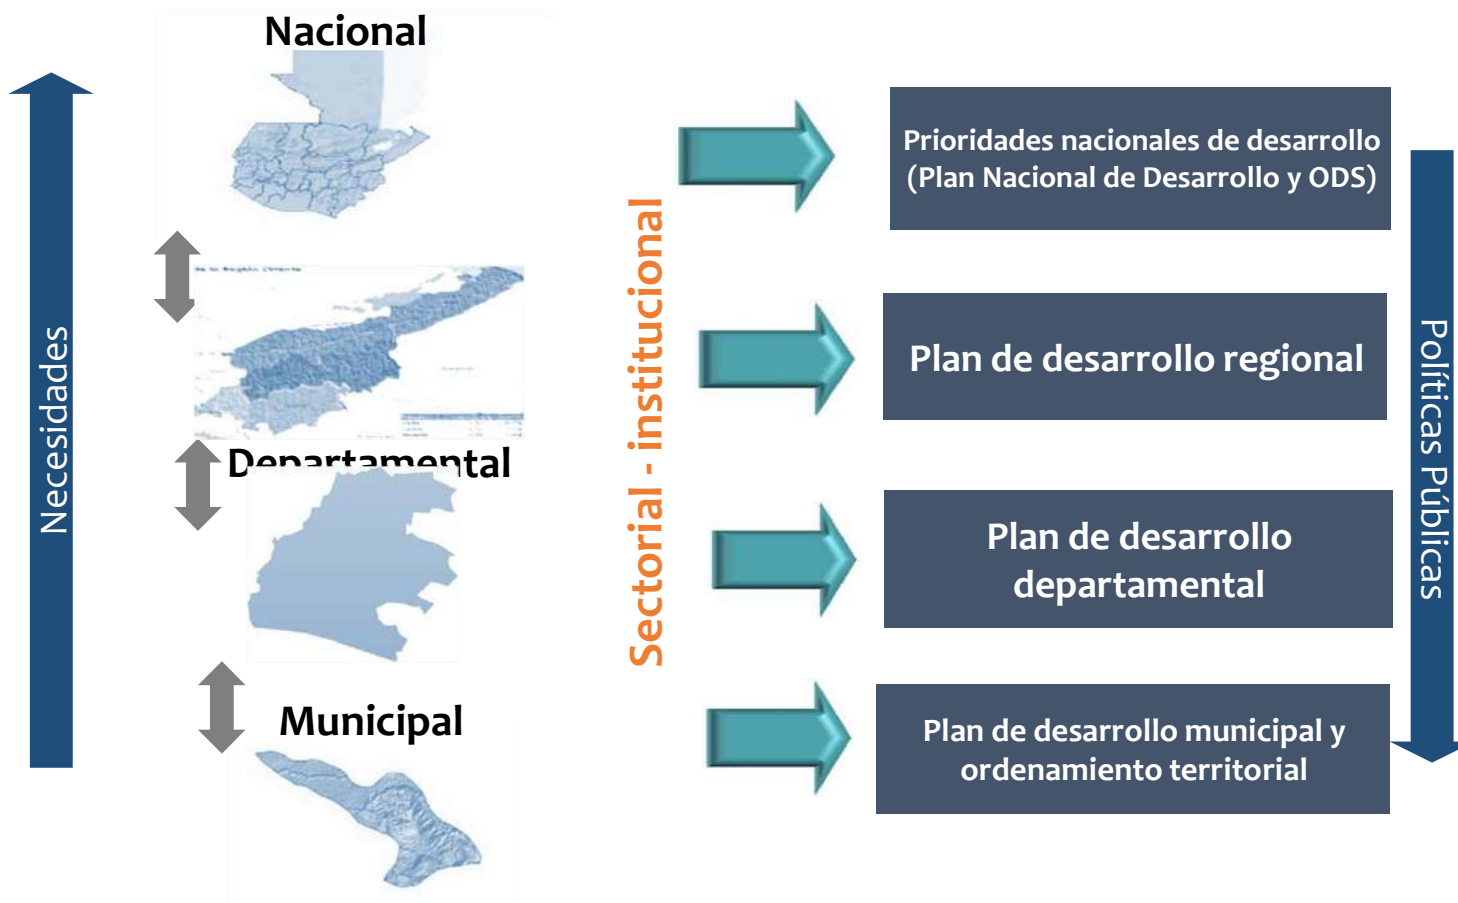 Nacional
Necesidades
Departamental
Municipal
Sectorial - institucional
Prioridades nacionales de desarrollo
(Plan Nacional de Desarrollo y ODS)
Plan de desarrollo regional
Plan de desarrollo
departamental
Plan de desarrollo municipal y
ordenamiento territorial
Políticas Públicas